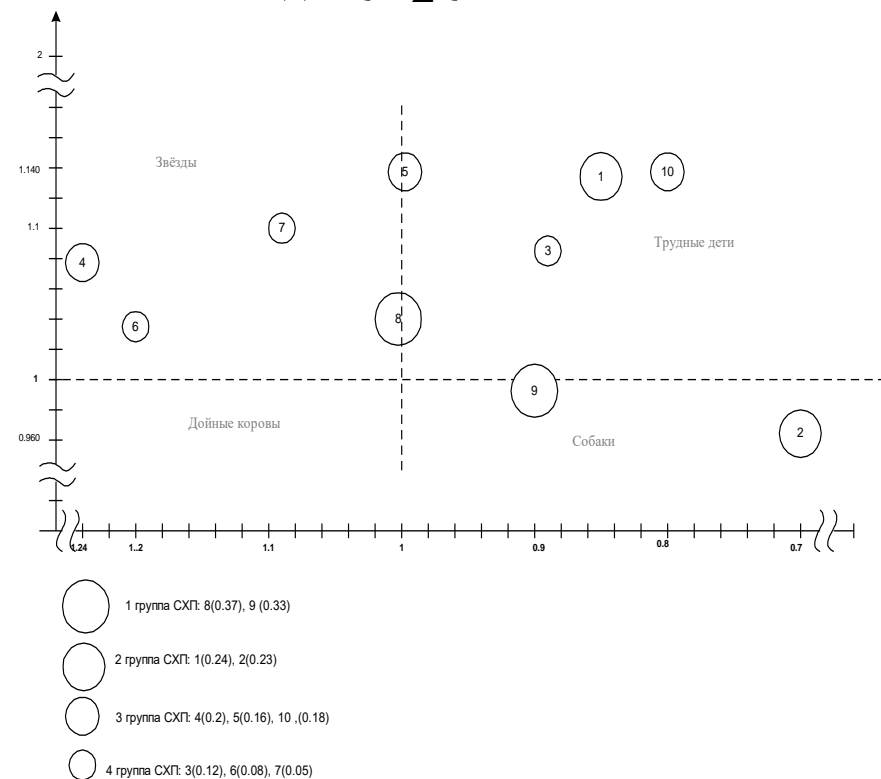 2
Звёзды
1.140
5
1
10
1.1
7
Трудные дети
3
4
6
8
1
9
Дойные коровы
0.960
Собаки
2
1.24
1..2
1.1
1
0.9
0.8
0.7
1 группа СХП: 8(0.37), 9 (0.33)
2 группа СХП: 1(0.24), 2(0.23)
3 группа СХП: 4(0.2), 5(0.16), 10 ,(0.18)
4 группа СХП: 3(0.12), 6(0.08), 7(0.05)